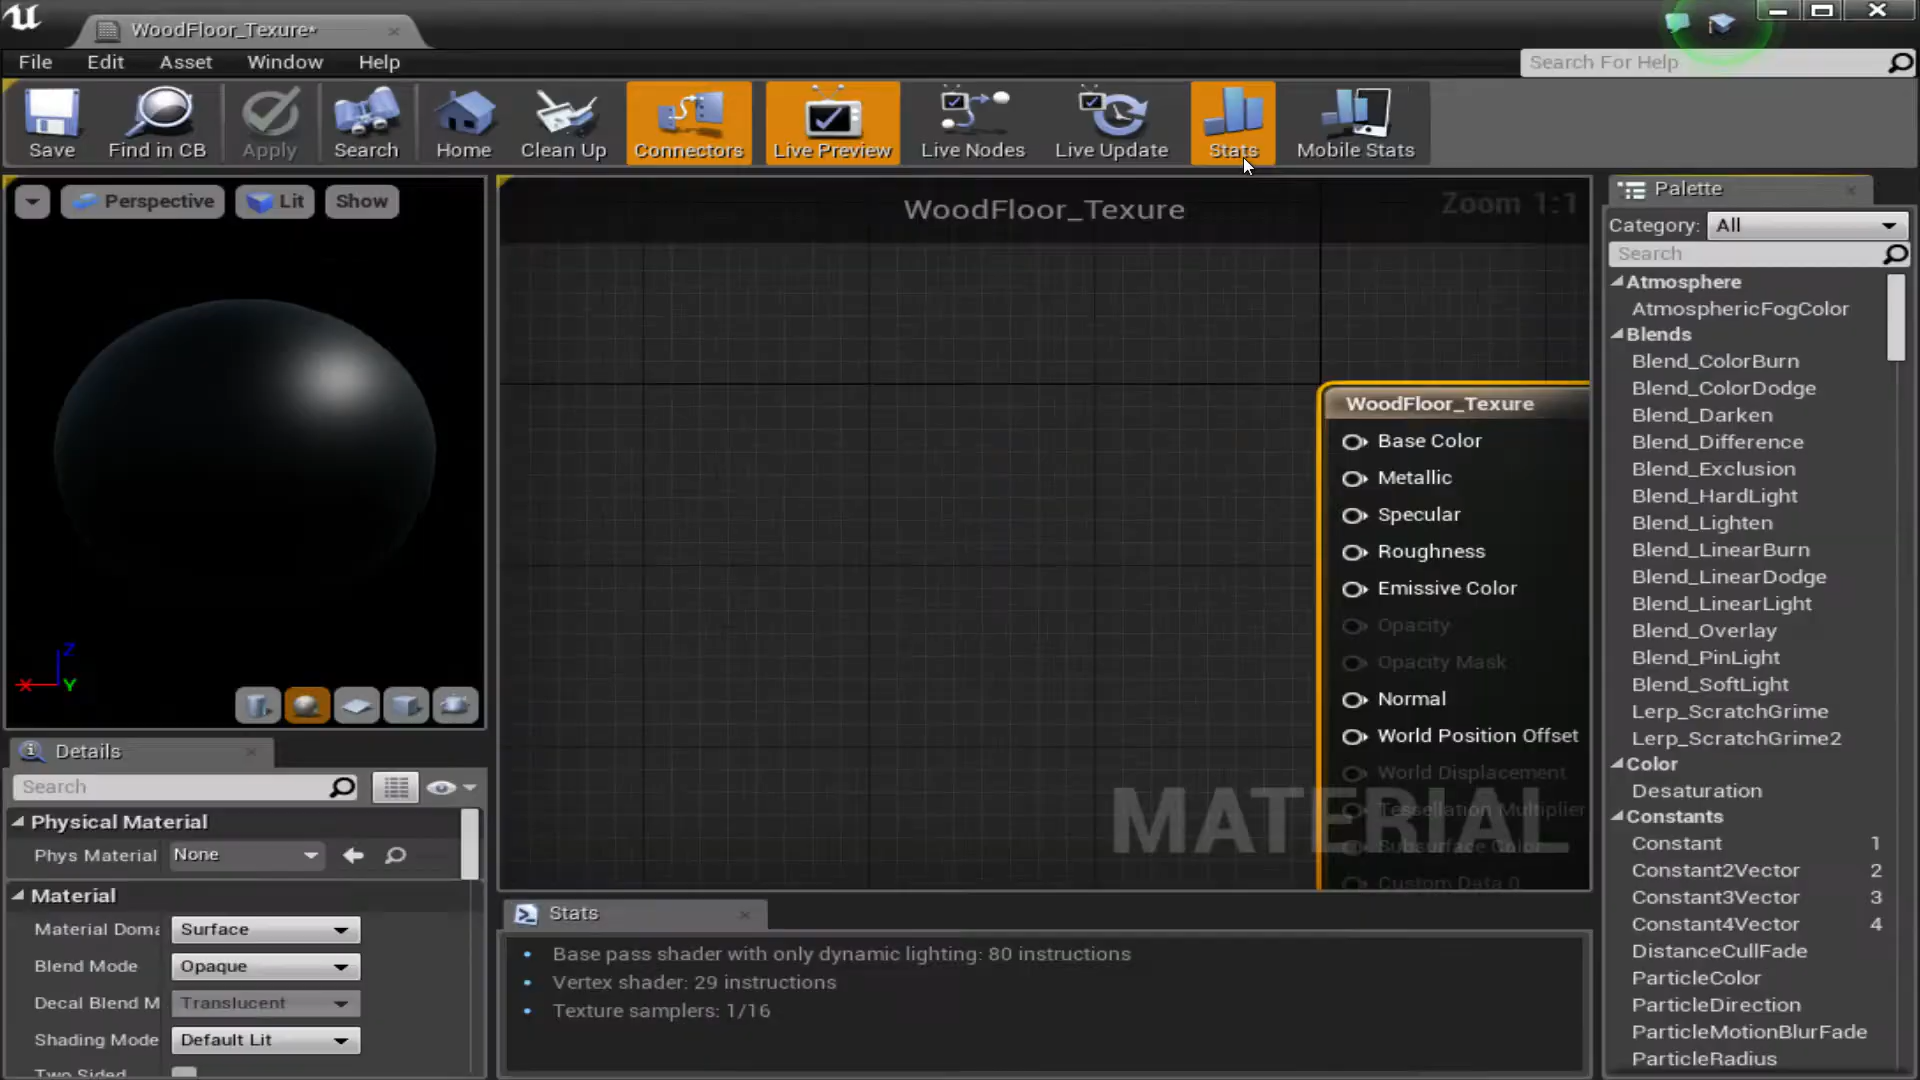 WoodFloor_Texure*
File Edit Asset Window Help
Search For Help
Save Find in CB Apply Search Home Clean Up Connectors Live Preview Live Nodes Live Update Stats Mobile Stats
Perspective Lit Show
WoodFloor_Texure
Zoom 1:1
Z
X Y
WoodFloor_Texure
Base Color
Metallic
Specular
Roughness
Emissive Color
Opacity
Opacity Mask
Normal
World Position Offset
World Displacement
Tessellation Multiplier
Subsurface Color
Custom Data 0
MATERIAL
Palette
Category: All
Search
Atmosphere
AtmosphericFogColor
Blends
Blend_ColorBurn
Blend_ColorDodge
Blend_Darken
Blend_Difference
Blend_Exclusion
Blend_HardLight
Blend_Lighten
Blend_LinearBurn
Blend_LinearDodge
Blend_LinearLight
Blend_Overlay
Blend_PinLight
Blend_SoftLight
Lerp_ScratchGrime
Lerp_ScratchGrime2
Color
Desaturation
Constants
Constant 1
Constant2Vector 2
Constant3Vector 3
Constant4Vector 4
DistanceCullFade
ParticleColor
ParticleDirection
ParticleMotionBlurFade
ParticleRadius
Details
Search
Physical Material
Phys Material None
Material
Material Doma Surface
Blend Mode Opaque
Decal Blend M Translucent
Shading Mode Default Lit
Two Sided
Stats
Base pass shader with only dynamic lighting: 80 instructions
Vertex shader: 29 instructions
Texture samplers: 1/16